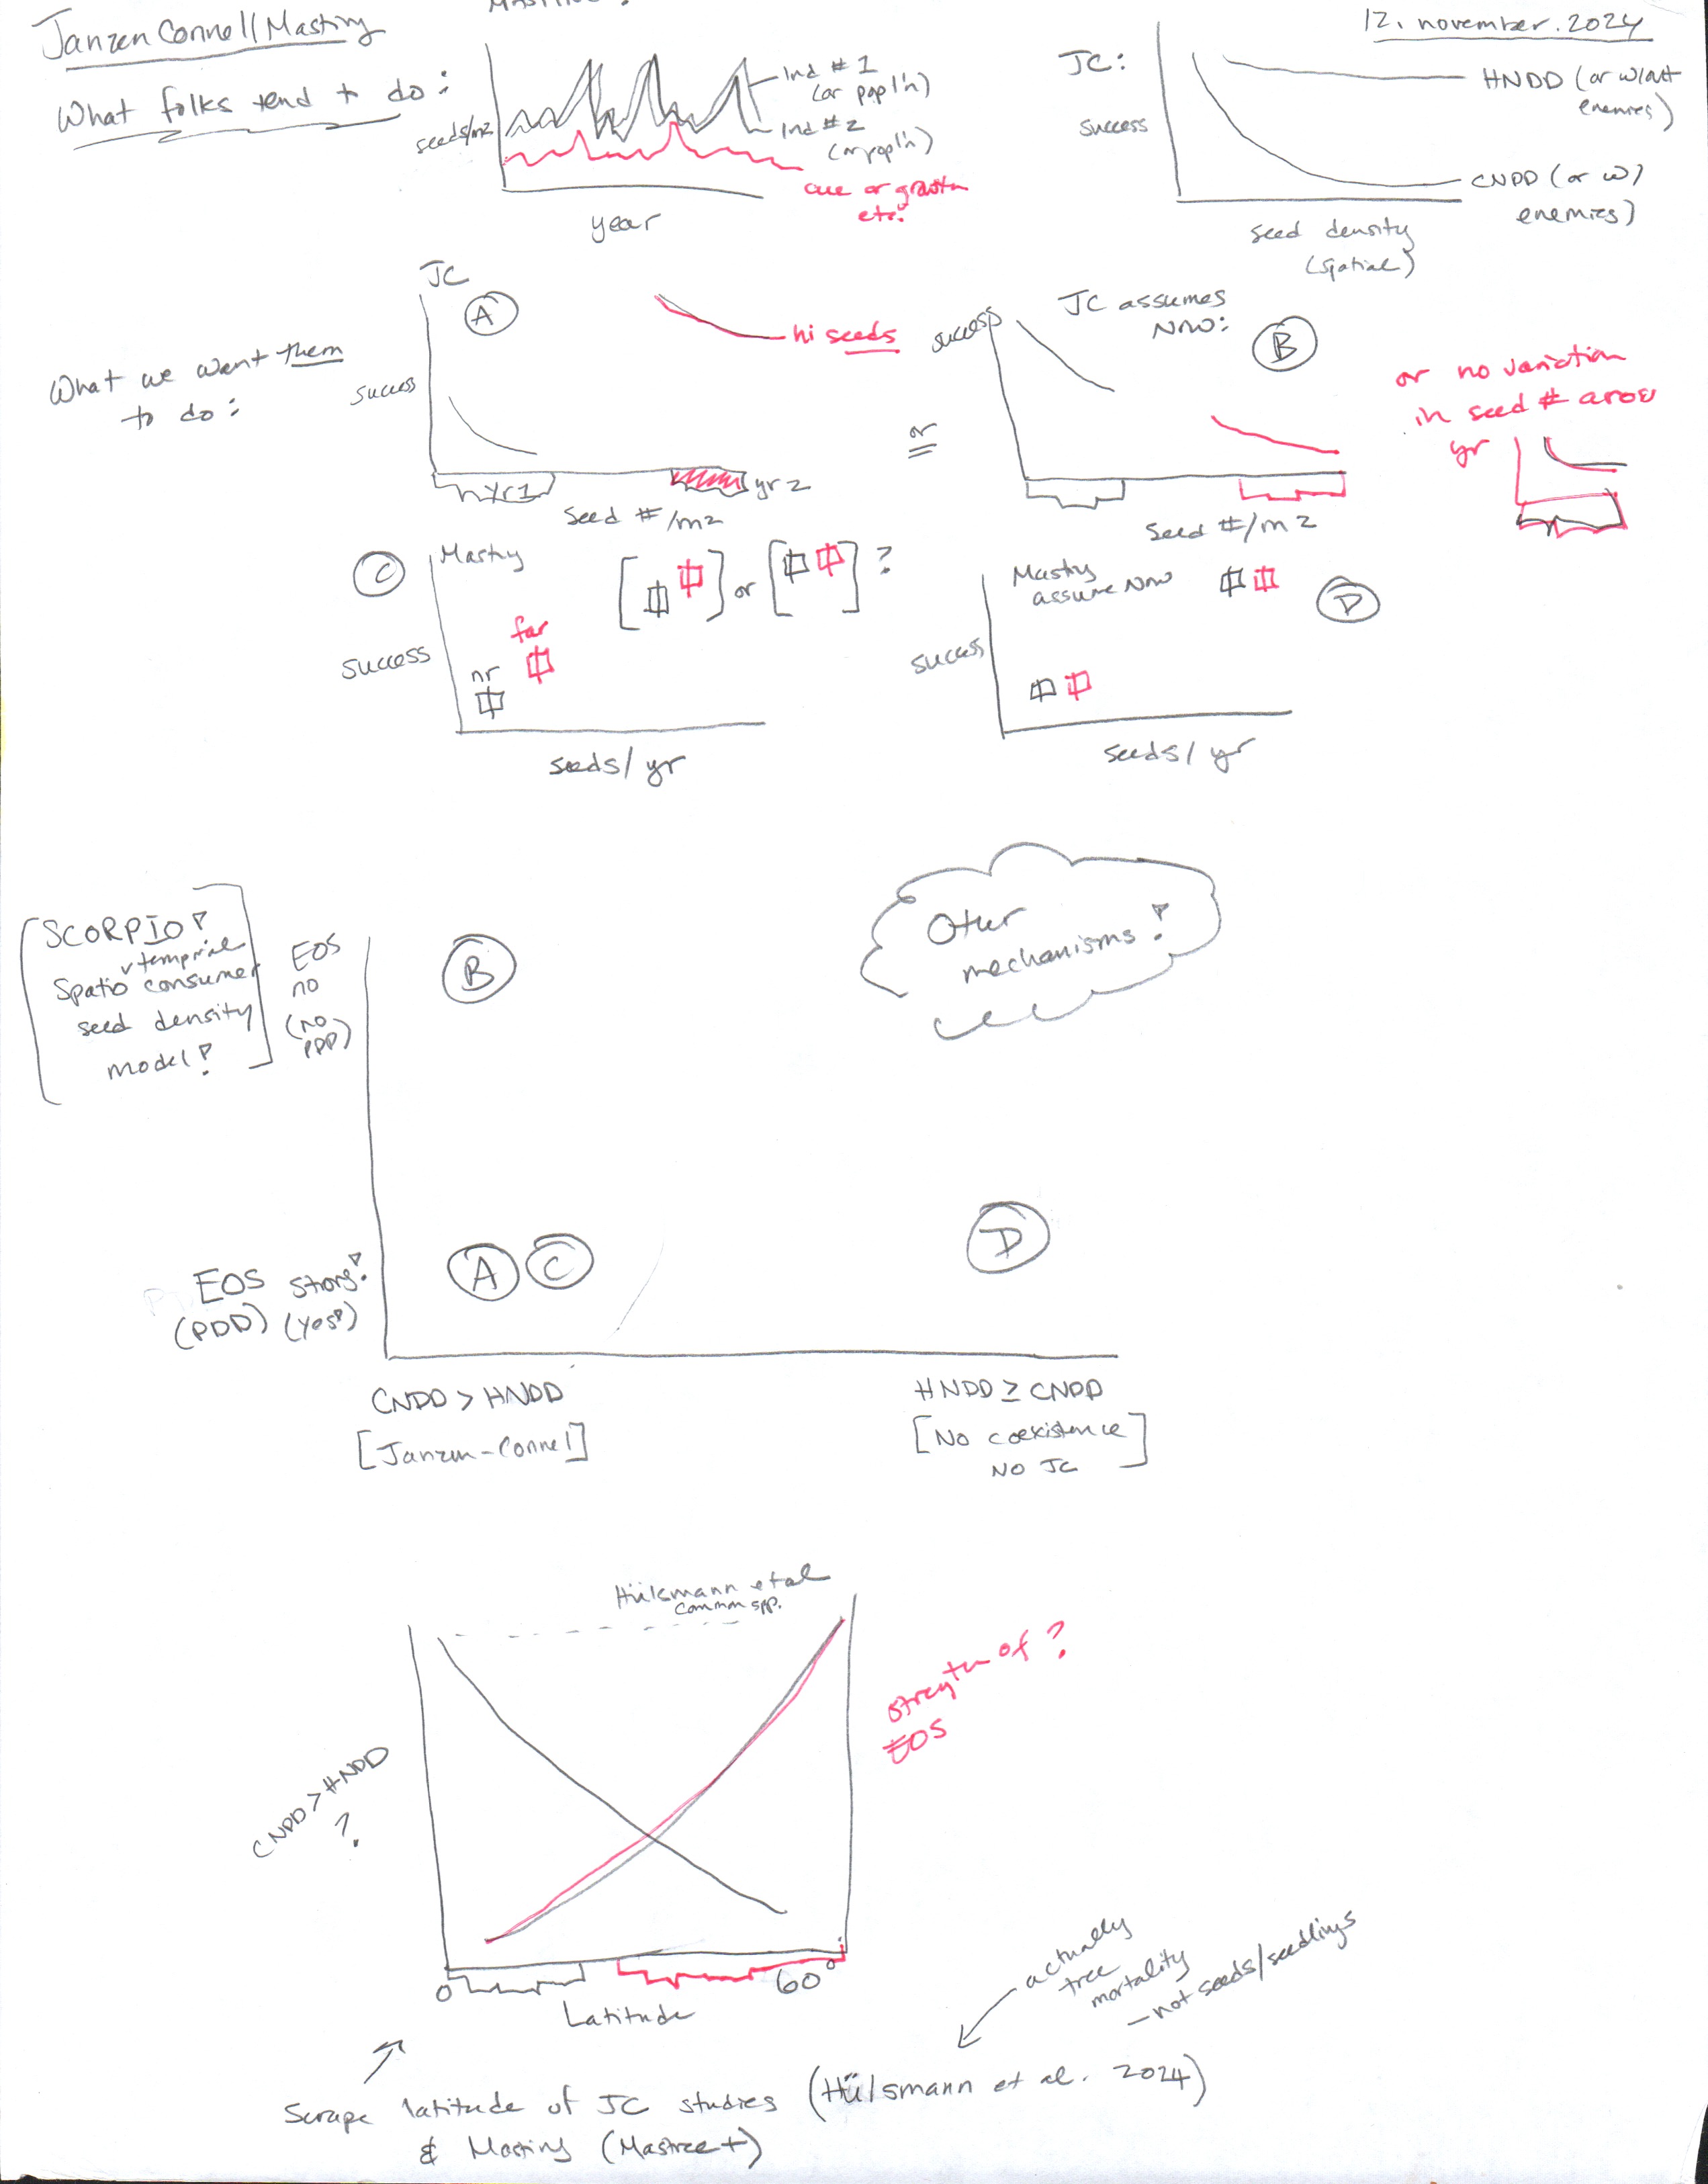 Janzen Connell Masting
12. november. 2024
What folks tend to do:
seeds/m2
Ind # 1
(or pop'l'n)
Ind # 2
(or pop'l'n)
cue or growth
etc.
year
JC:
success
HNDD (or w/out
enemies)
CNDD (or w/
enemies)
seed density
(spatial)
What we want them
to do:
JC
A
success
hi seeds
yr 1
yr 2
Seed #/m2
or
success
JC assumes
now:
B
Seed #/m2
or no variation
in seed # across
yr
C
Masting
success
nr
far
or
?
seeds/yr
Masting
assume now
D
success
seeds/yr
SCORPIO!
temporal
Spatio consumer
seed density
model!
EOS
no
(no
PDD)
B
Other
mechanisms!
EOS strong!
(PDD) (yes!)
A
C
D
CNDD > HNDD
[Janzen-Connel]
HNDD ≥ CNDD
[No coexistence
NO JC]
Hülsmann et al
common spp.
CNDD > HNDD
?
strength of ?
EOS
0
60°
Latitude
actually
tree
mortality
- not seeds/seedlings
Scrape latitude of JC studies (Hülsmann et al. 2024)
& Masting (Mastree+)